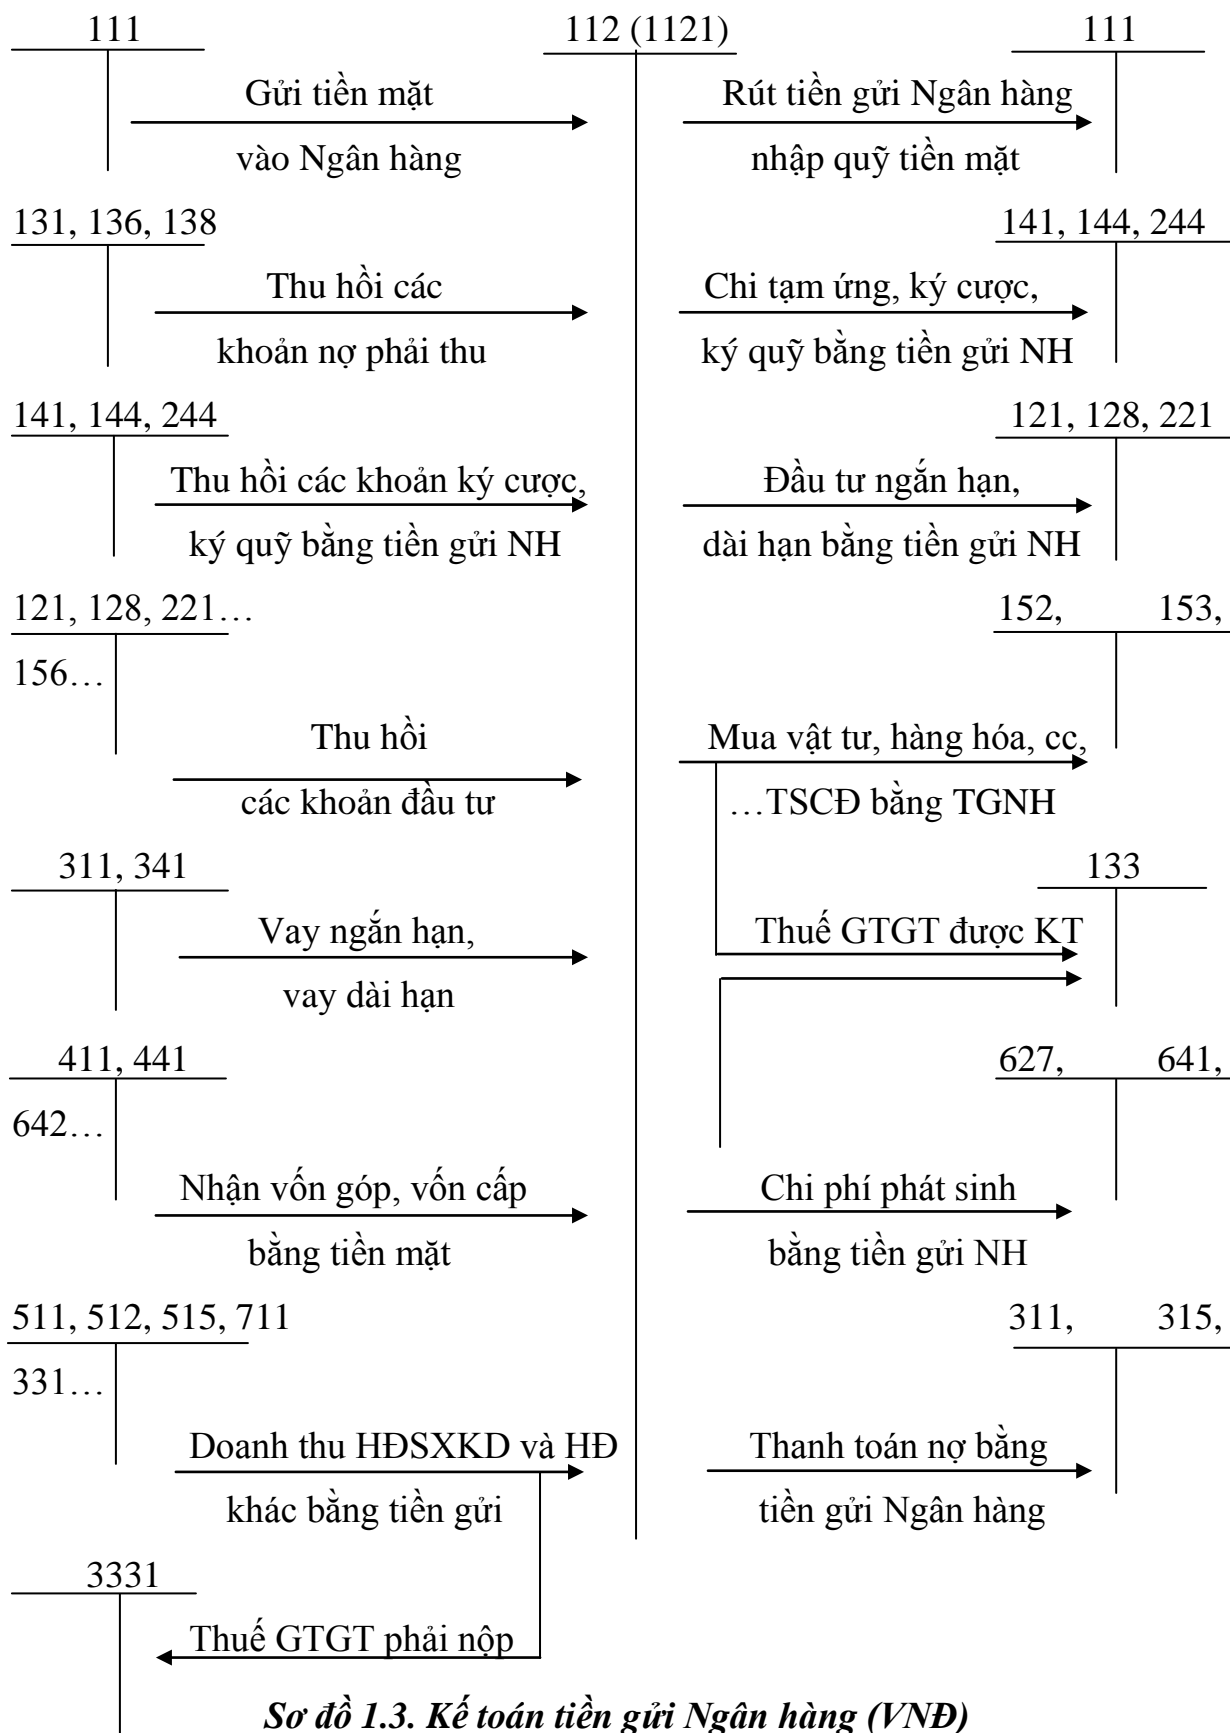 111
112 (1121)
111
Gửi tiền mặt
vào Ngân hàng
Rút tiền gửi Ngân hàng
nhập quỹ tiền mặt
131, 136, 138
141, 144, 244
Thu hồi các
khoản nợ phải thu
Chi tạm ứng, ký cược,
ký quỹ bằng tiền gửi NH
141, 144, 244
121, 128, 221
Thu hồi các khoản ký cược,
ký quỹ bằng tiền gửi NH
Đầu tư ngắn hạn,
dài hạn bằng tiền gửi NH
121, 128, 221…
152, 153,
156…
Thu hồi
các khoản đầu tư
Mua vật tư, hàng hóa, cc,
…TSCĐ bằng TGNH
311, 341
133
Vay ngắn hạn,
vay dài hạn
Thuế GTGT được KT
411, 441
627, 641,
642…
Nhận vốn góp, vốn cấp
bằng tiền mặt
Chi phí phát sinh
bằng tiền gửi NH
511, 512, 515, 711
311, 315,
331…
Doanh thu HĐSXKD và HĐ
khác bằng tiền gửi
Thanh toán nợ bằng
tiền gửi Ngân hàng
3331
Thuế GTGT phải nộp
Sơ đồ 1.3. Kế toán tiền gửi Ngân hàng (VNĐ)